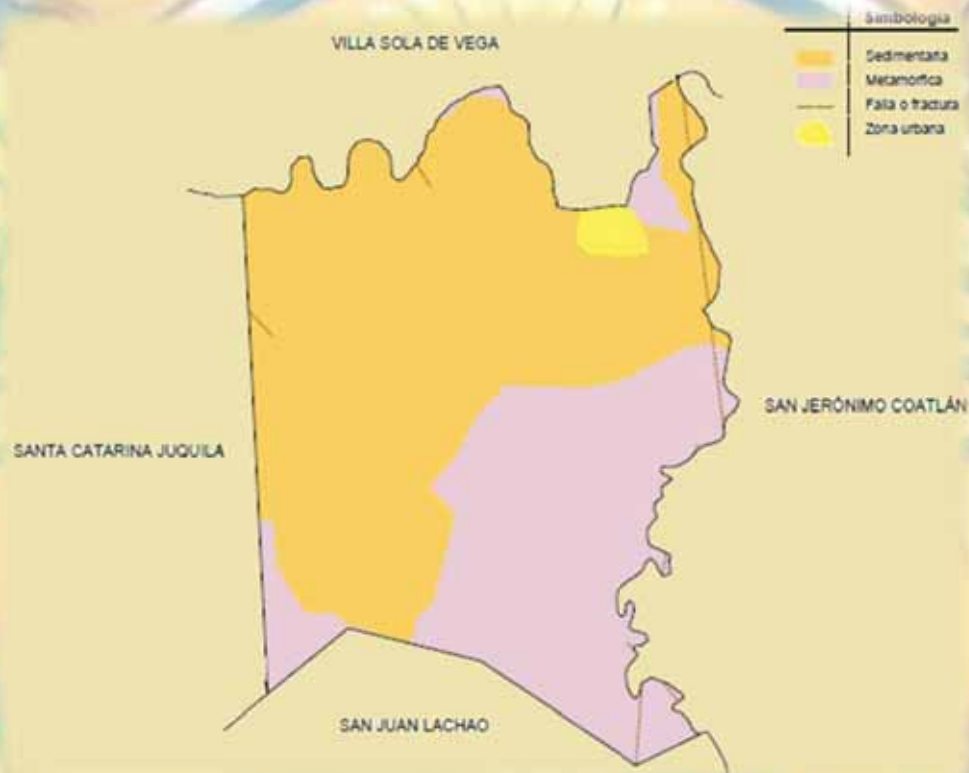 Simbología
Sedimentaria
Metamorfica
Falla o fractura
Zona urbana
VILLA SOLA DE VEGA
SAN JERÓNIMO COATLÁN
SANTA CATARINA JUQUILA
SAN JUAN LACHAO